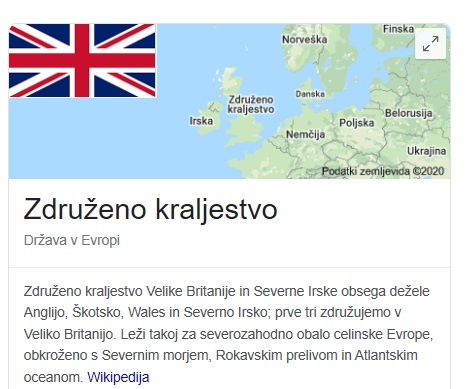 Norveška
Finska
Združeno
kraljestvo
Danska
Irska
Belorusija
Poljska
Nemčija
Ukrajina
Podatki zemljevida ©2020
Združeno kraljestvo
Država v Evropi
Združeno kraljestvo Velike Britanije in Severne Irske obsega dežele
Anglijo, Škotsko, Wales in Severno Irsko; prve tri združujemo v
Veliko Britanijo. Leži takoj za severozahodno obalo celinske Evrope,
obkroženo s Severnim morjem, Rokavskim prelivom in Atlantskim
oceanom. Wikipedija